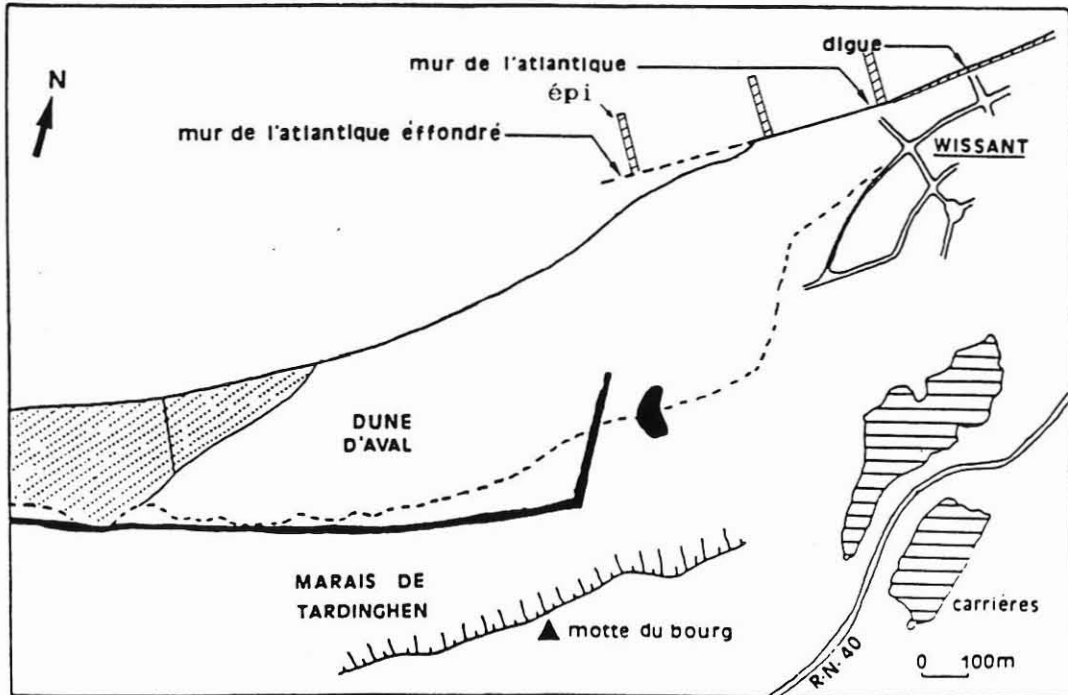 digue
mur de l'atlantique
N
épi
mur de l'atlantique éffondré
WISSANT
DUNE
D'AVAL
MARAIS DE
TARDINGHEN
motte du bourg
carrières
R.N. 40
0 100m